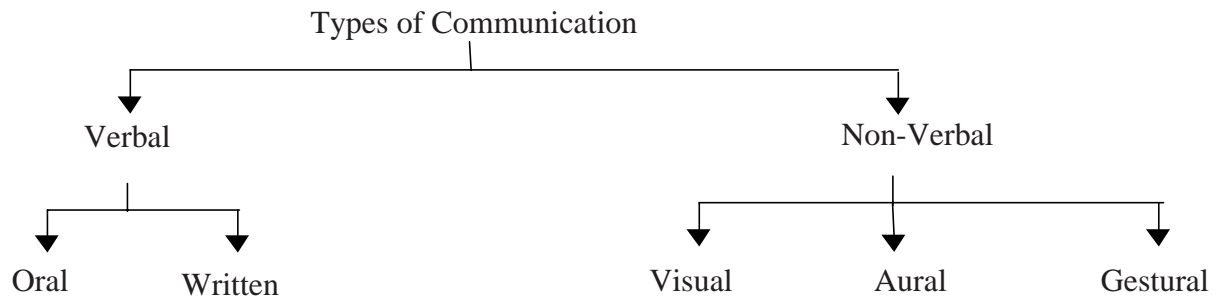 Types of Communication
Verbal Non-Verbal
Oral Written Visual Aural Gestural